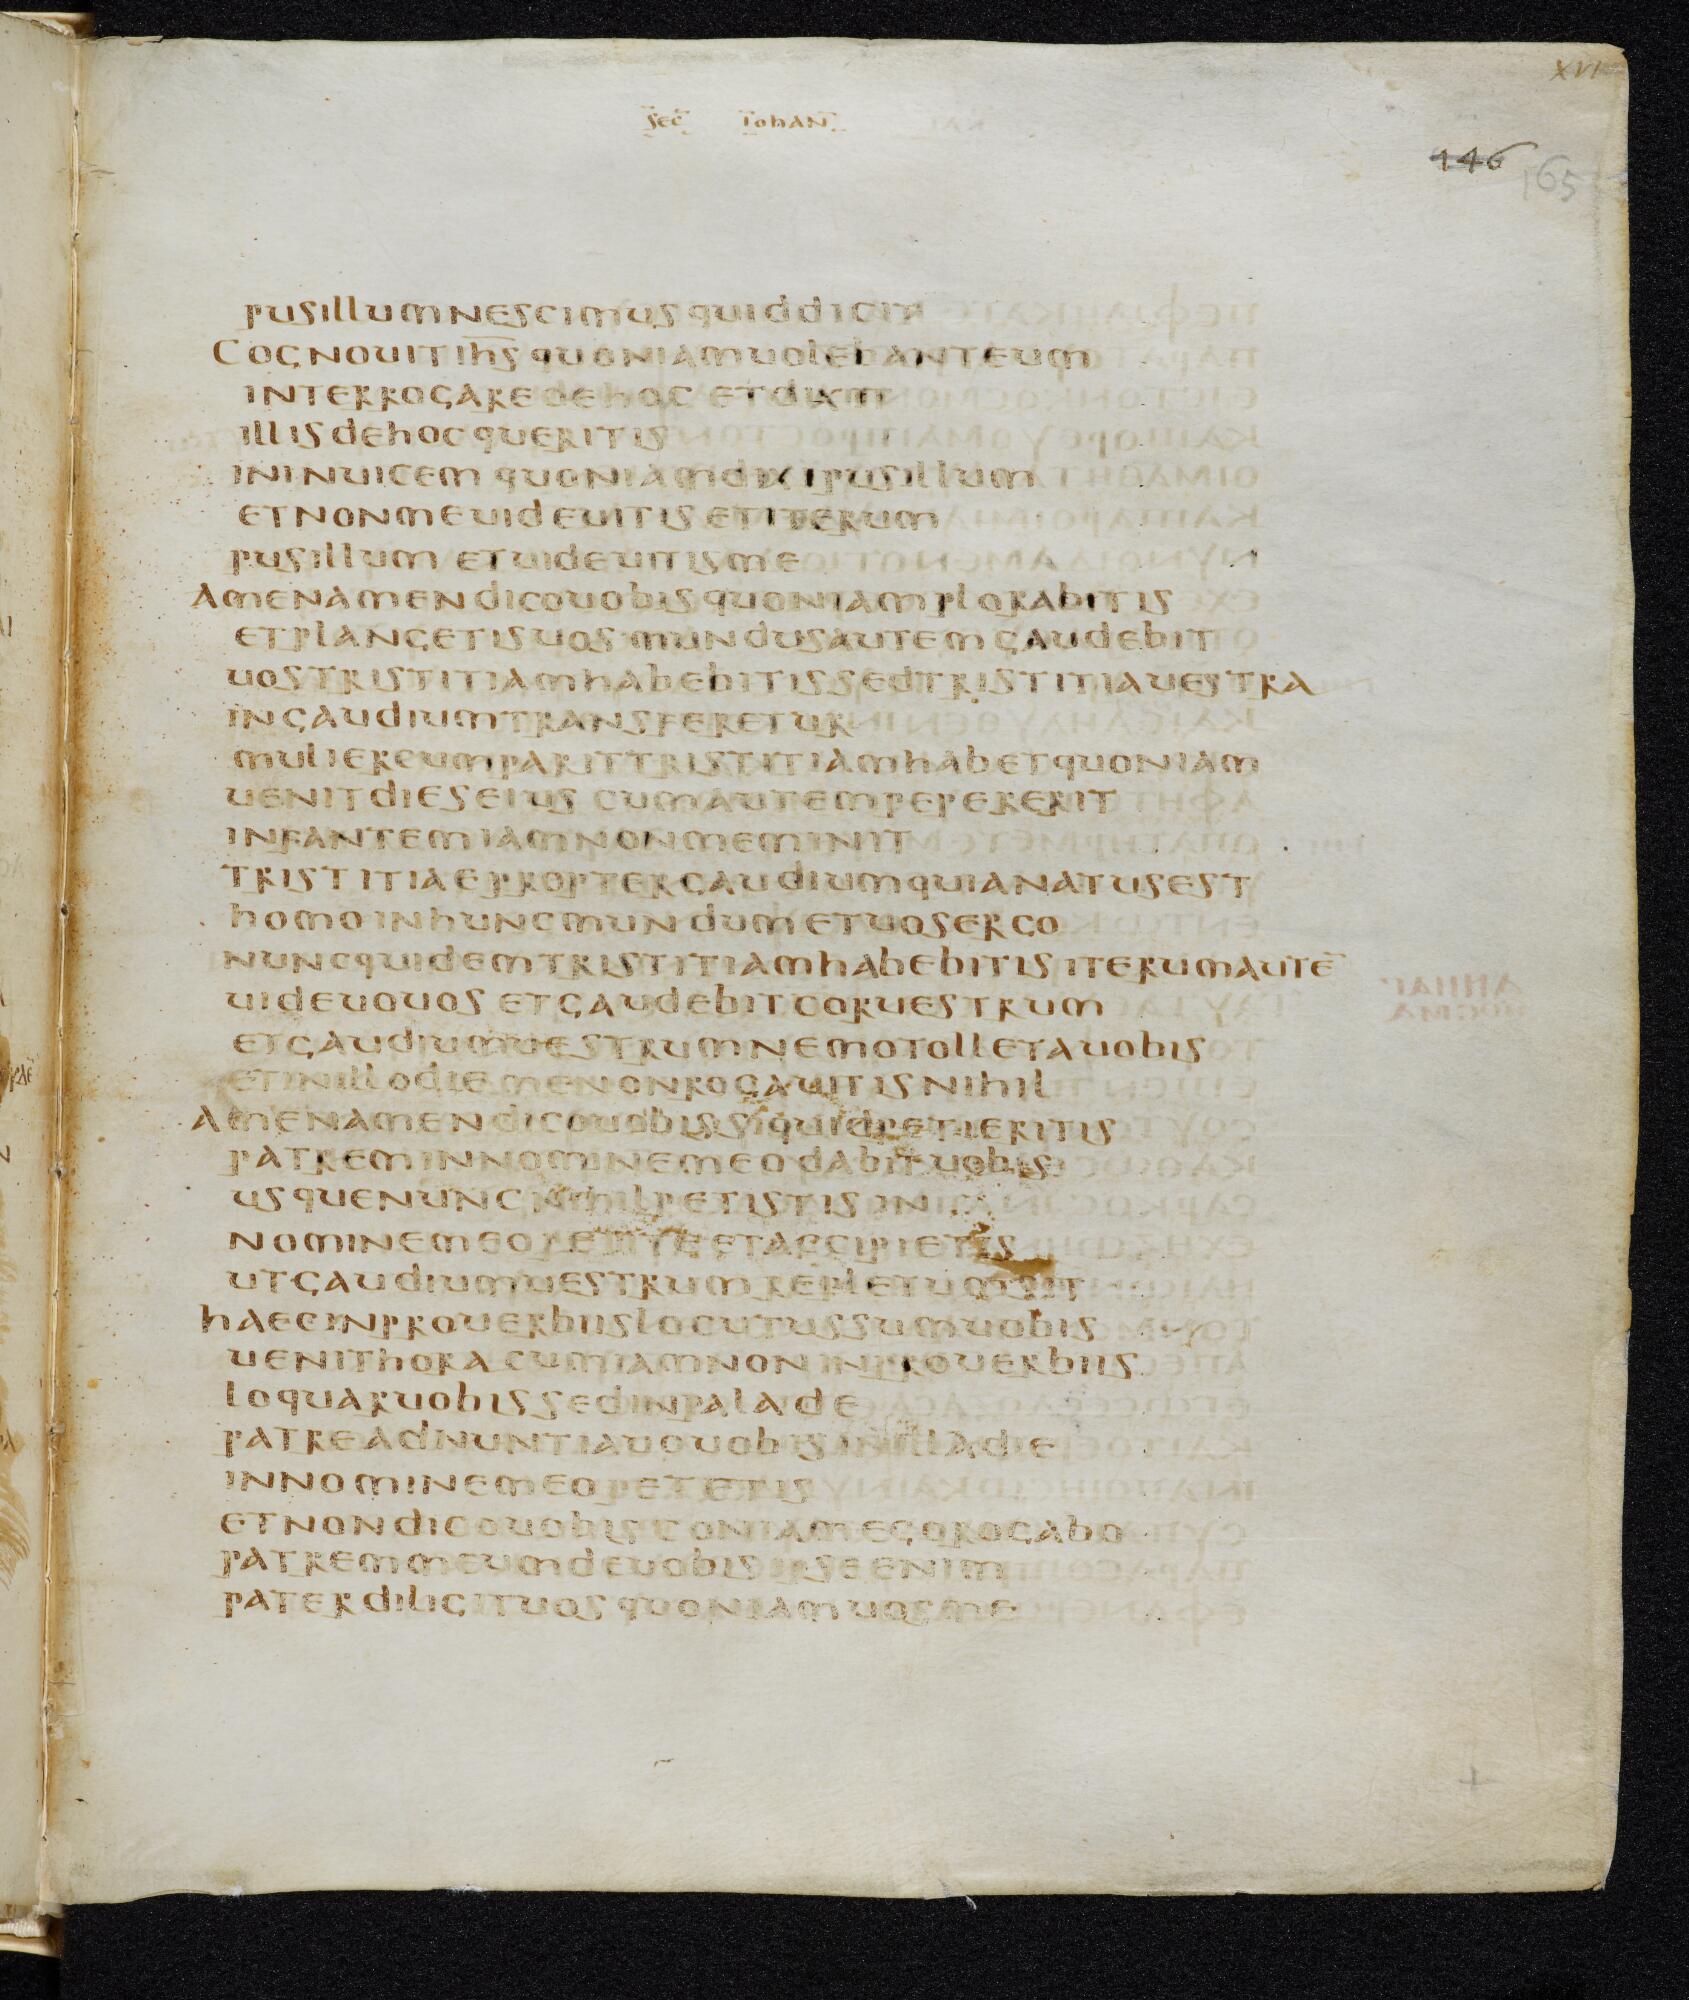 XVI
sec iohan
146 165
pusillum nescimus quid dicit
Cognouit ihs quoniam uolebant eum
interrogare de hoc et dixit
illis de hoc queritis
in inuicem quoniam dixi pusillum
et non me uideuitis et iterum
pusillum et uideuitis me
Amen amen dico uobis quoniam plorabitis
et plangetis uos mundus autem gaudebit
uos tristitiam habebitis sed tristitia uestra
in gaudium transferetur
mulier cum parit tristitiam habet quoniam
uenit dies eius cum autem pepererit
infantem iam non meminit
tristitiae propter gaudium quia natus est
homo in hunc mundum et uos ergo
nunc quidem tristitiam habebitis iterum autē
uideuo uos et gaudebit cor uestrum
et gaudium uestrum nemo tollet a uobis
et in illo die me non rogauitis nihil
Amen amen dico uobis si quid petieritis
patrem in nomine meo dabit uobis
usque nunc nihil petistis in
nomine meo petite et accipietis
ut gaudium uestrum repletum sit
haec in prouerbiis locutus sum uobis
uenit hora cum iam non in prouerbiis
loquar uobis sed in pala de
patre adnuntiauo uobis in illa die
in nomine meo petetis
et non dico uobis ego rogabo
patrem meum de uobis ipse enim
pater diligit uos quoniam uos me